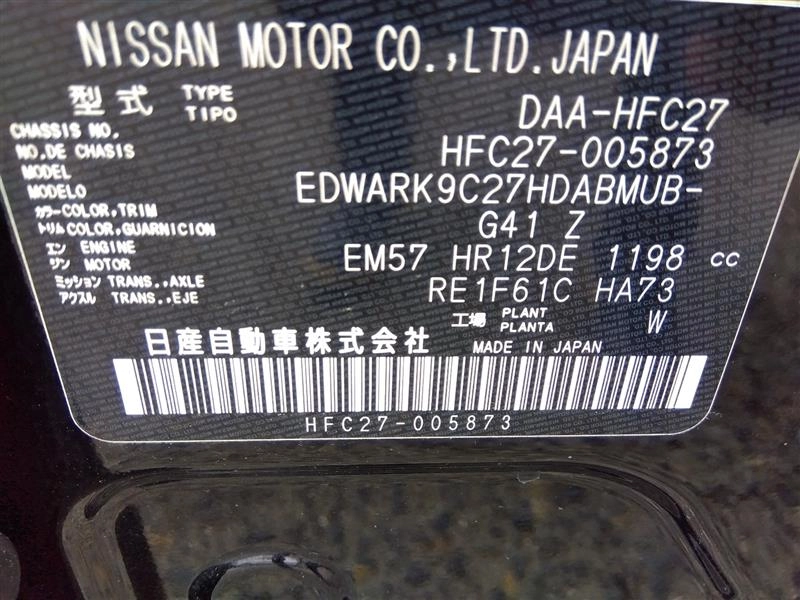 NISSAN MOTOR CO.,LTD.JAPAN
型式 TYPE TIPO DAA-HFC27
CHASSIS NO.
NO.DE CHASIS HFC27-005873
MODEL
MODELO EDWARK9C27HDABMUB-
カラー COLOR,TRIM
トリム COLOR,GUARNICION G41 Z
エン ENGINE
ジン MOTOR EM57 HR12DE 1198 cc
ミッション TRANS.,AXLE
アクスル TRANS.,EJE RE1F61C HA73
工場 PLANT PLANTA W
日産自動車株式会社 MADE IN JAPAN
HFC27-005873